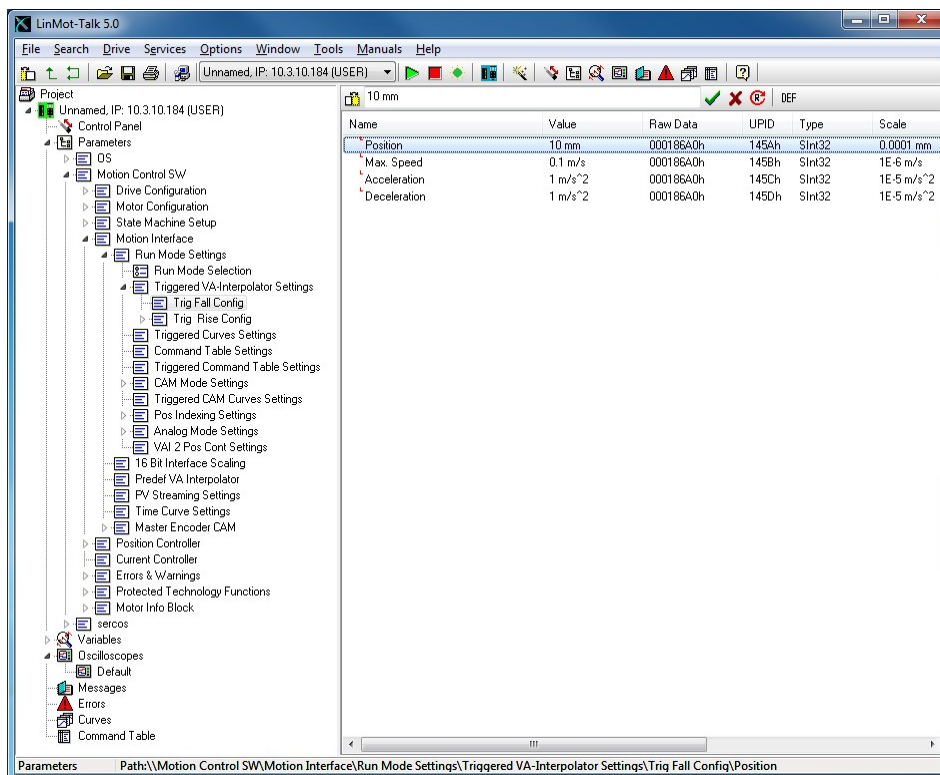 LinMot-Talk 5.0
File Search Drive Services Options Window Tools Manuals Help
Unnamed, IP: 10.3.10.184 (USER)
Project
Unnamed, IP: 10.3.10.184 (USER)
Control Panel
Parameters
OS
Motion Control SW
Drive Configuration
Motor Configuration
State Machine Setup
Motion Interface
Run Mode Settings
Run Mode Selection
Triggered VA-Interpolator Settings
Trig Fall Config
Trig Rise Config
Triggered Curves Settings
Command Table Settings
Triggered Command Table Settings
CAM Mode Settings
Triggered CAM Curves Settings
Pos Indexing Settings
Analog Mode Settings
VAI 2 Pos Cont Settings
16 Bit Interface Scaling
Predef VA Interpolator
PV Streaming Settings
Time Curve Settings
Master Encoder CAM
Position Controller
Current Controller
Errors & Warnings
Protected Technology Functions
Motor Info Block
sercos
Variables
Oscilloscopes
Default
Messages
Errors
Curves
Command Table
10 mm DEF
Name Value Raw Data UPID Type Scale
Position 10 mm 000186A0h 145Ah SInt32 0.0001 mm
Max. Speed 0.1 m/s 000186A0h 145Bh SInt32 1E-6 m/s
Acceleration 1 m/s^2 000186A0h 145Ch SInt32 1E-5 m/s^2
Deceleration 1 m/s^2 000186A0h 145Dh SInt32 1E-5 m/s^2
Parameters Path:\\Motion Control SW\Motion Interface\Run Mode Settings\Triggered VA-Interpolator Settings\Trig Fall Config\Position